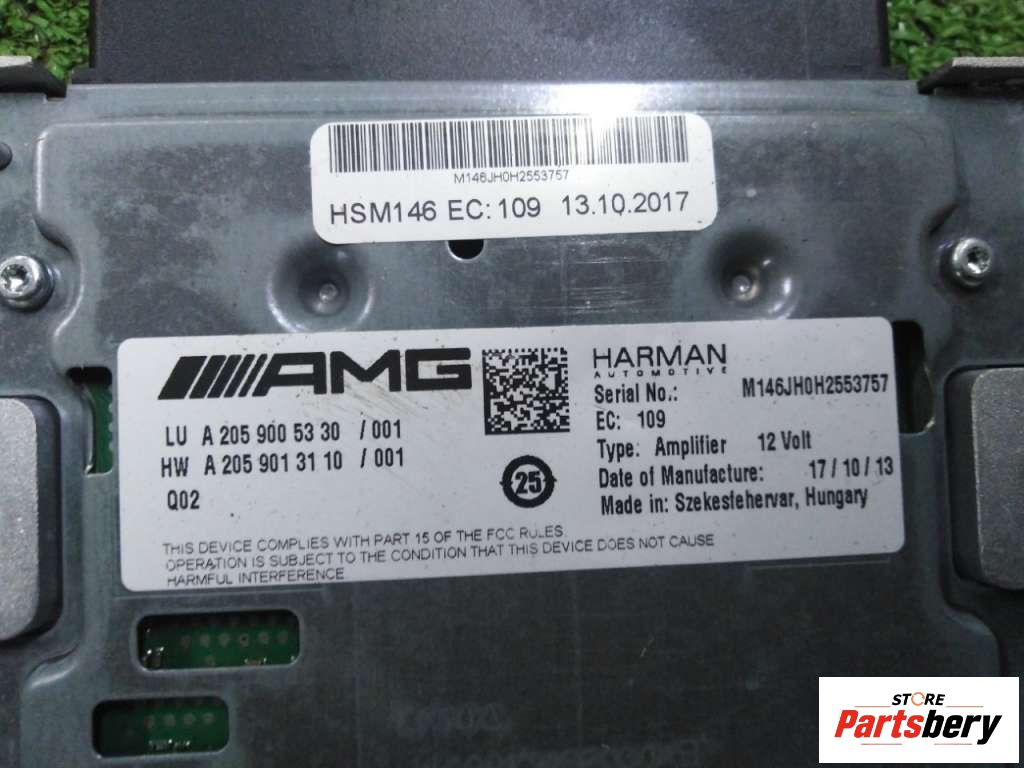 M146JH0H2553757
HSM146 EC: 109 13.10.2017
AMG
HARMAN
AUTOMOTIVE
Serial No.: M146JH0H2553757
EC: 109
Type: Amplifier 12 Volt
Date of Manufacture: 17/10/13
Made in: Szekesfehervar, Hungary
LU A 205 900 53 30 /001
HW A 205 901 31 10 /001
Q02
25
THIS DEVICE COMPLIES WITH PART 15 OF THE FCC RULES.
OPERATION IS SUBJECT TO THE CONDITION THAT THIS DEVICE DOES NOT CAUSE
HARMFUL INTERFERENCE
STORE
Partsbery